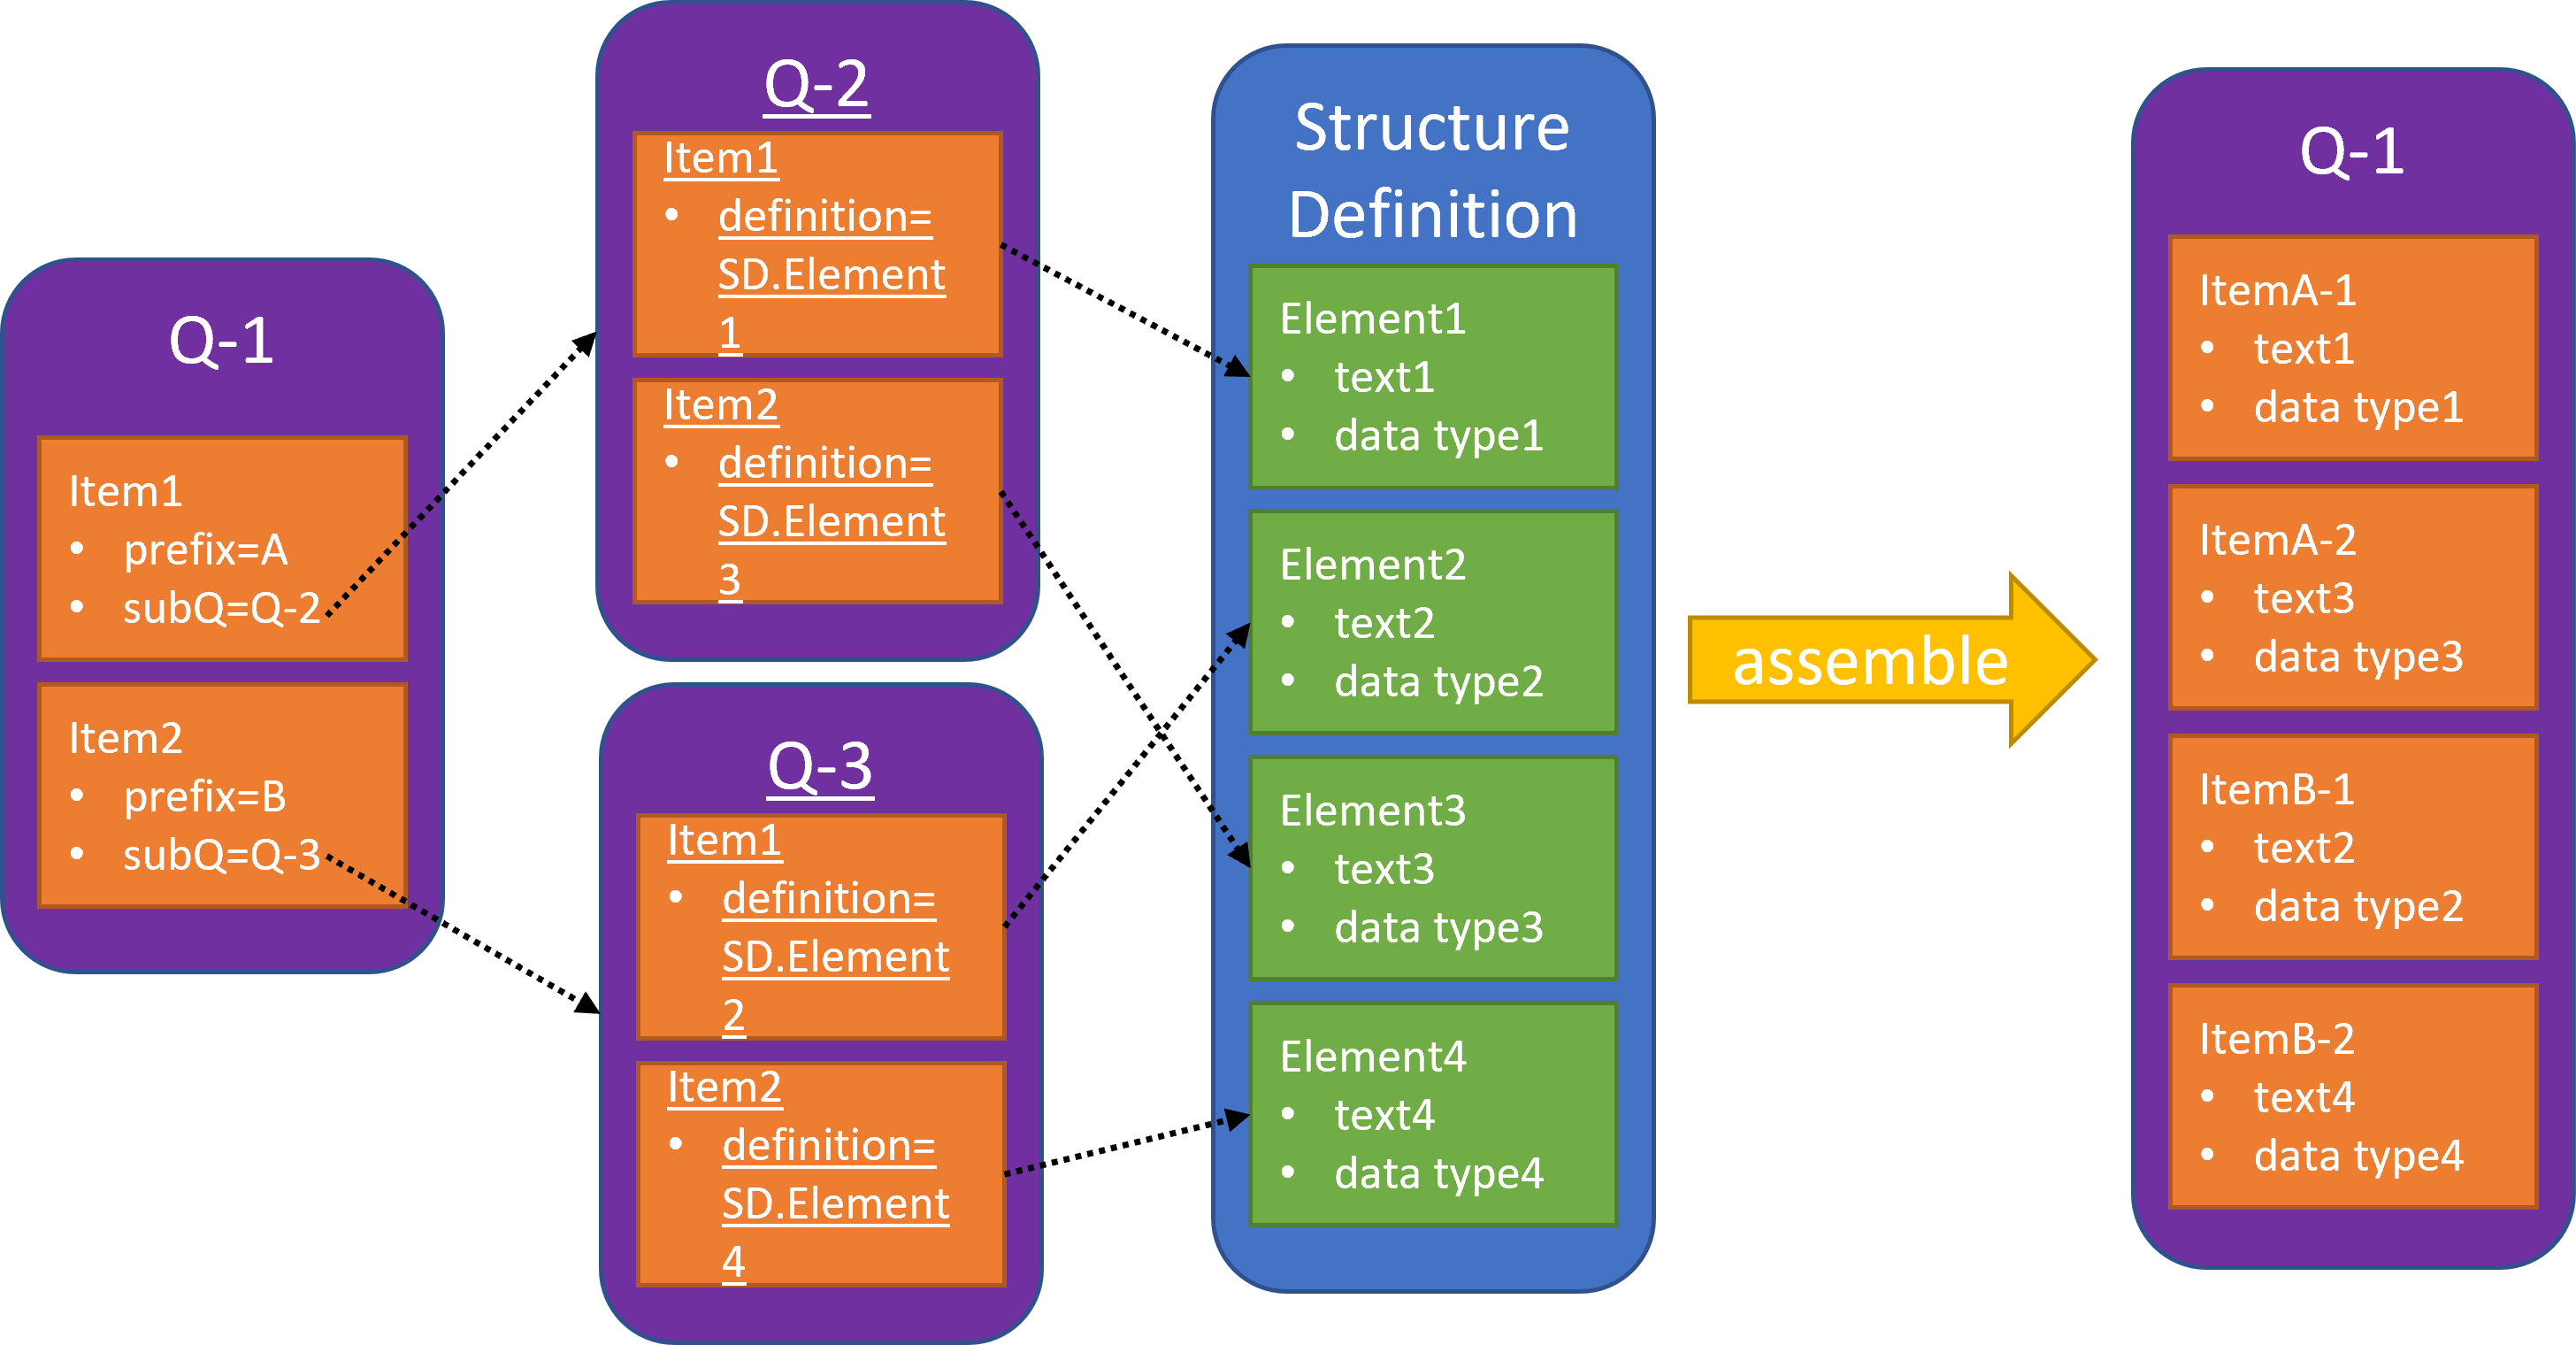 Q-1
Item1
• prefix=A
• subQ=Q-2
Item2
• prefix=B
• subQ=Q-3
Q-2
Item1
• definition=
SD.Element
1
Item2
• definition=
SD.Element
3
Q-3
Item1
• definition=
SD.Element
2
Item2
• definition=
SD.Element
4
Structure
Definition
Element1
• text1
• data type1
Element2
• text2
• data type2
Element3
• text3
• data type3
Element4
• text4
• data type4
assemble
Q-1
ItemA-1
• text1
• data type1
ItemA-2
• text3
• data type3
ItemB-1
• text2
• data type2
ItemB-2
• text4
• data type4